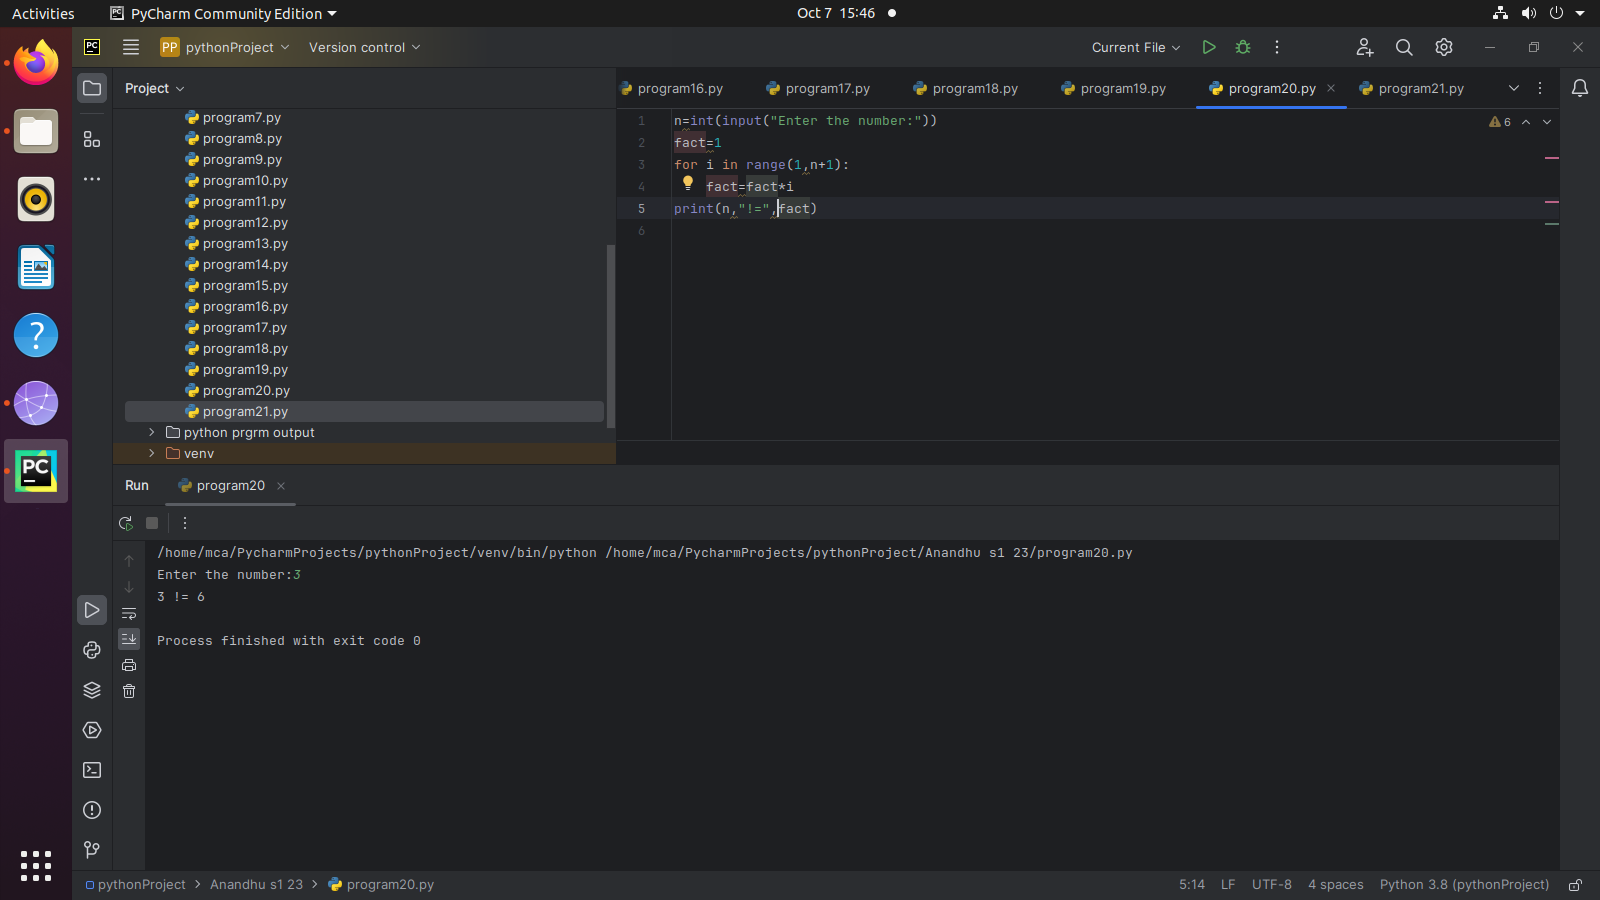 Activities PyCharm Community Edition Oct 7 15:46
PC PP pythonProject Version control Current File
Project
program7.py
program8.py
program9.py
program10.py
program11.py
program12.py
program13.py
program14.py
program15.py
program16.py
program17.py
program18.py
program19.py
program20.py
program21.py
python prgrm output
venv
program16.py program17.py program18.py program19.py program20.py program21.py
1 n=int(input("Enter the number:"))
6
2 fact=1
3 for i in range(1,n+1):
4 fact=fact*i
5 print(n,"!=",fact)
6
PC
Run program20
/home/mca/PycharmProjects/pythonProject/venv/bin/python /home/mca/PycharmProjects/pythonProject/Anandhu s1 23/program20.py
Enter the number:3
3 != 6
Process finished with exit code 0
pythonProject > Anandhu s1 23 > program20.py 5:14 LF UTF-8 4 spaces Python 3.8 (pythonProject)